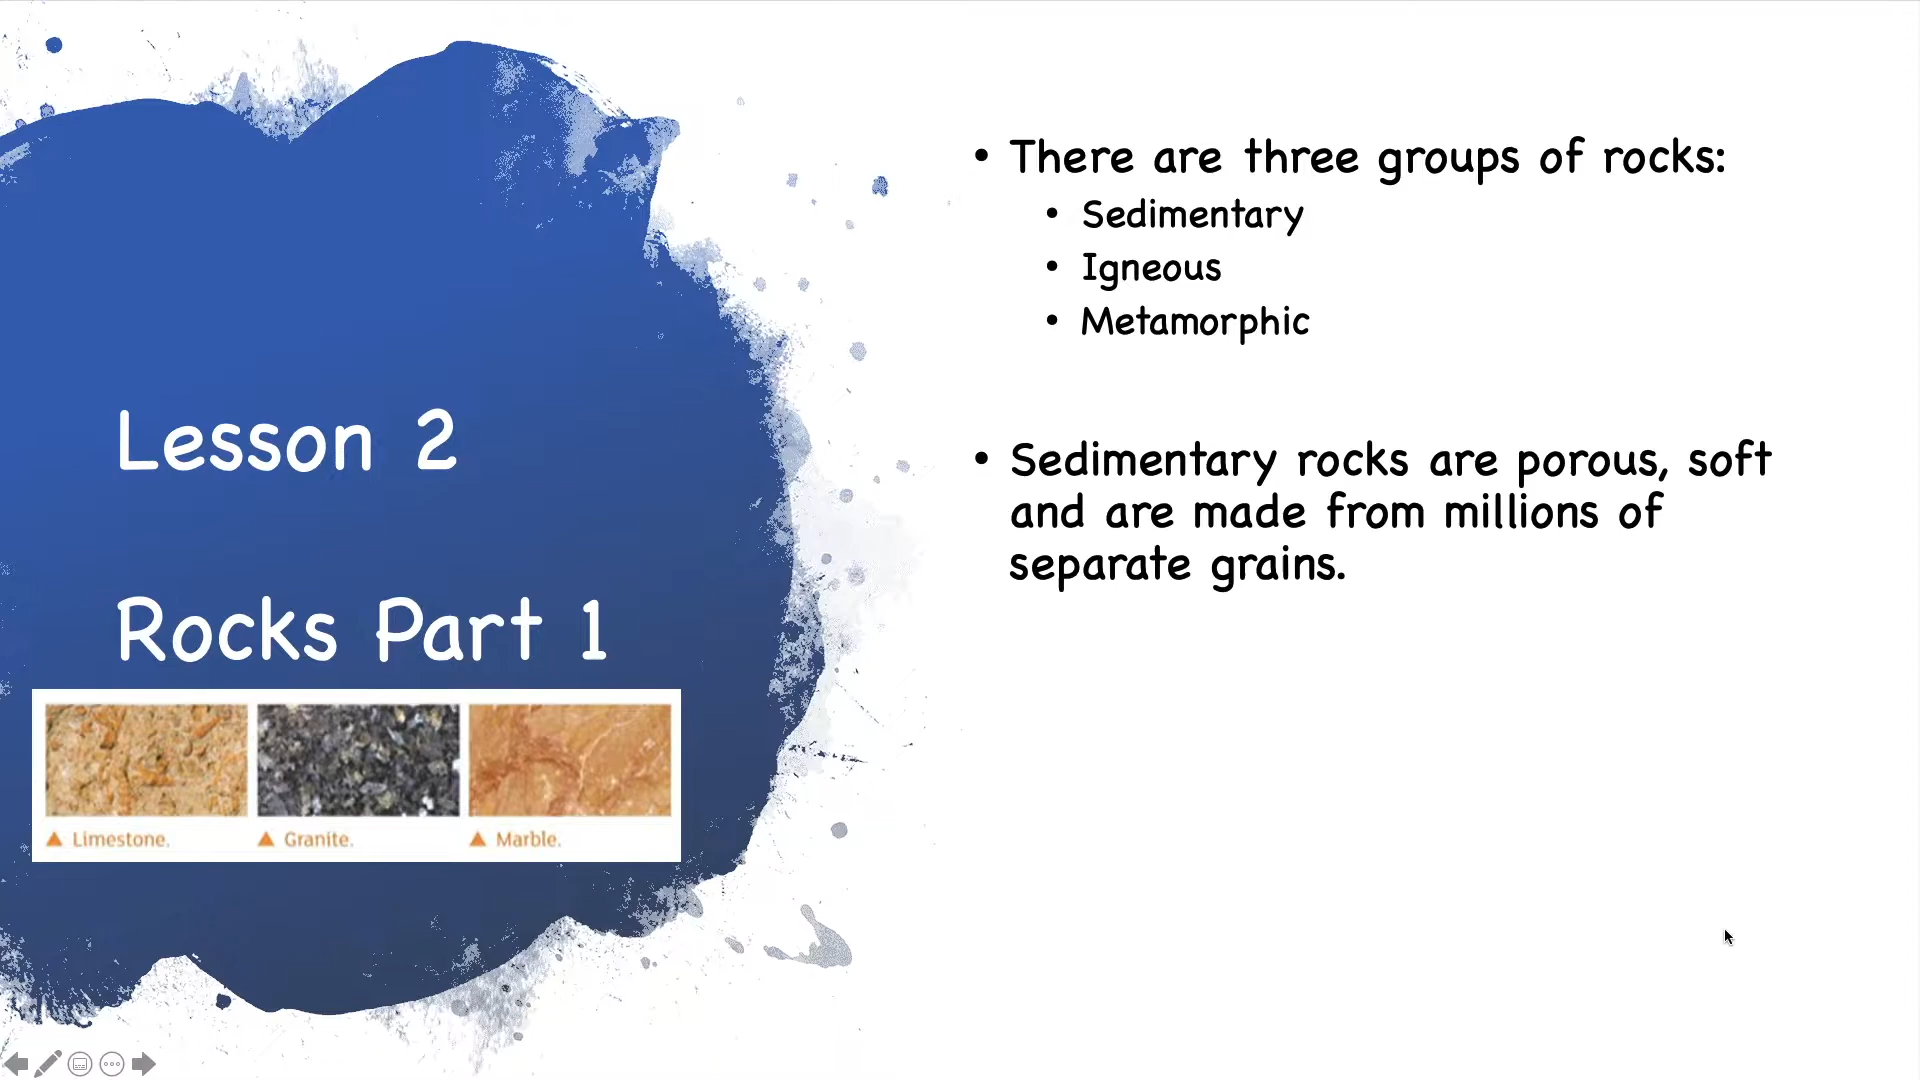 Lesson 2
Rocks Part 1
▲ Limestone.
▲ Granite.
▲ Marble.
• There are three groups of rocks:
• Sedimentary
• Igneous
• Metamorphic
• Sedimentary rocks are porous, soft
and are made from millions of
separate grains.